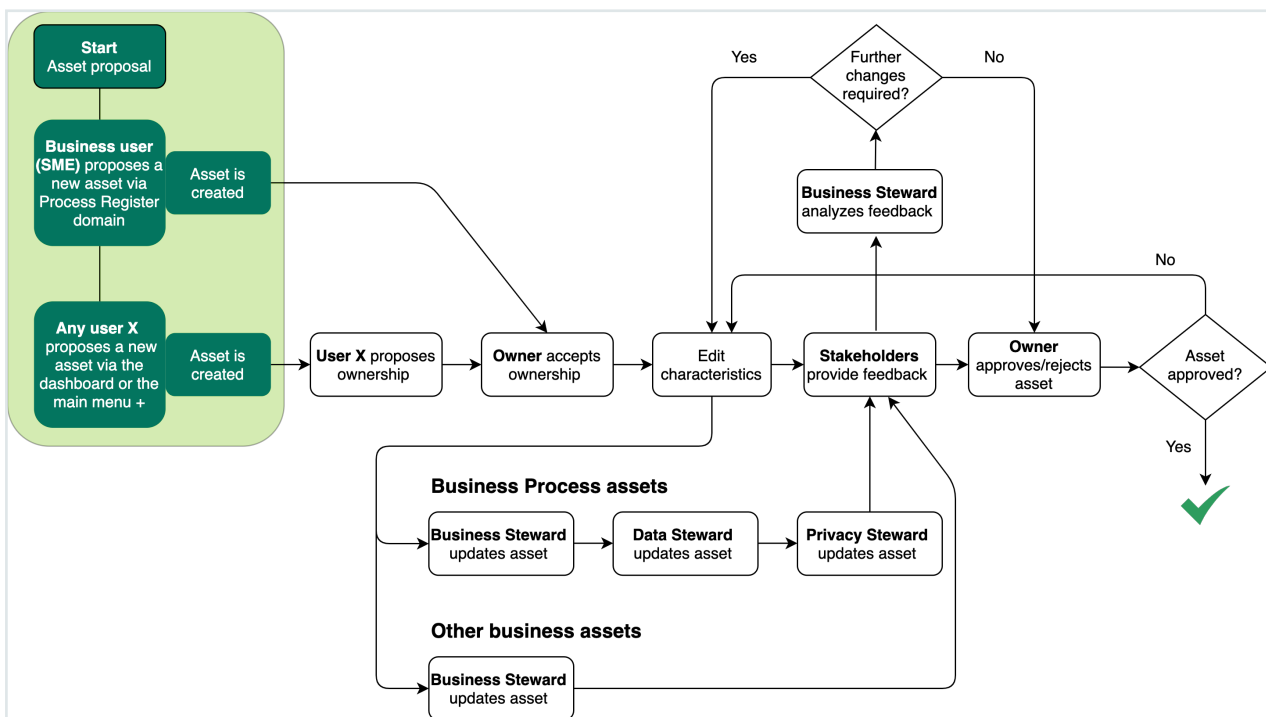 Start
Asset proposal
Business user
(SME) proposes a
new asset via
Process Register
domain
Asset is
created
Any user X
proposes a new
asset via the
dashboard or the
main menu +
Asset is
created
User X proposes
ownership
Owner accepts
ownership
Edit
characteristics
Stakeholders
provide feedback
Business Steward
analyzes feedback
Further
changes
required?
Yes
No
Owner
approves/rejects
asset
Asset
approved?
No
Yes
Business Process assets
Business Steward
updates asset
Data Steward
updates asset
Privacy Steward
updates asset
Other business assets
Business Steward
updates asset